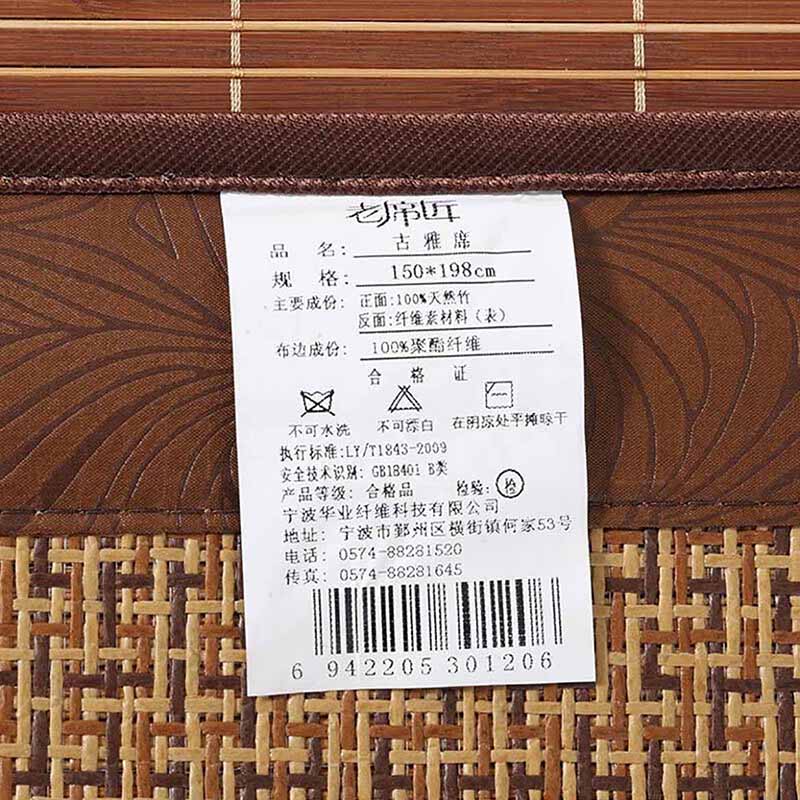 老席匠
品 名: 古雅席
规 格: 150*198cm
主要成份: 正面:100%天然竹
反面:纤维素材料(表)
布边成份: 100%聚酯纤维
合 格 证
不可水洗 不可漂白 在阴凉处平摊晾干
执行标准:LY/T1843-2009
安全技术识别: GB18401 B类
产品等级: 合格品 检验: 检
宁波华业纤维科技有限公司
地址: 宁波市鄞州区横街镇何家53号
电话: 0574-88281520
传真: 0574-88281645
6 942205 301206